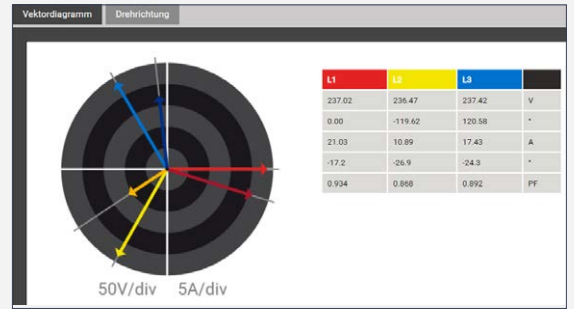 Vektordiagramm Drehrichtung
L1 L2 L3
237.02 236.47 237.42 V
0.00 -119.62 120.58 °
21.03 10.89 17.43 A
-17.2 -26.9 -24.3 °
0.934 0.868 0.892 PF
50V/div 5A/div